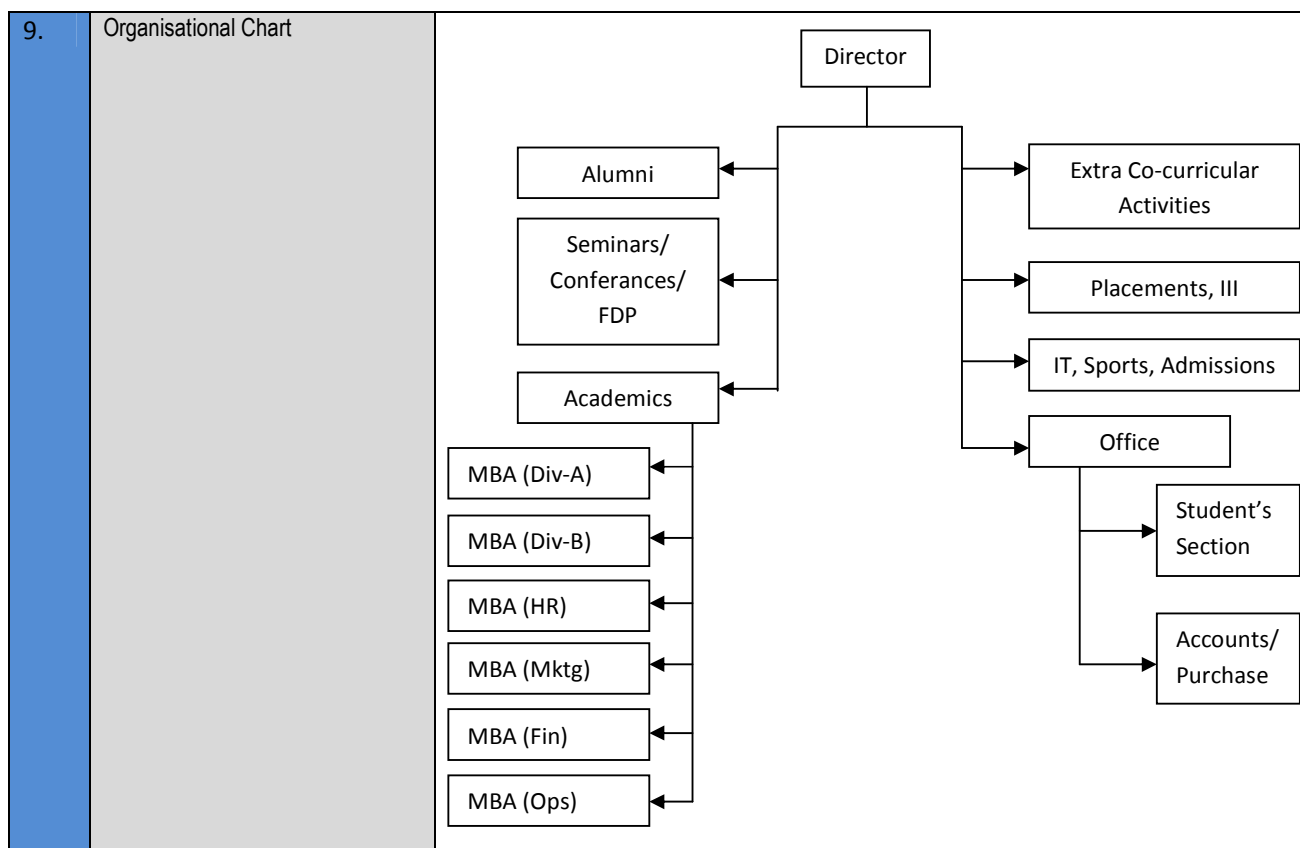 9.
Organisational Chart
Director
Alumni
Seminars/
Conferances/
FDP
Academics
MBA (Div-A)
MBA (Div-B)
MBA (HR)
MBA (Mktg)
MBA (Fin)
MBA (Ops)
Extra Co-curricular
Activities
Placements, III
IT, Sports, Admissions
Office
Student’s
Section
Accounts/
Purchase